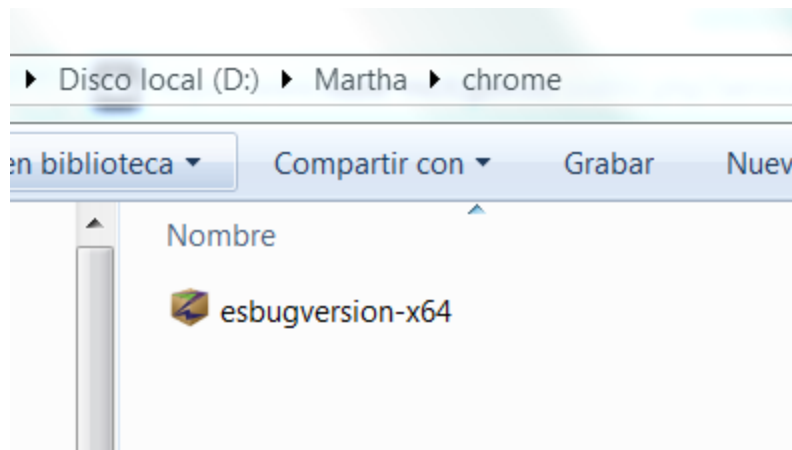 Disco local (D:) Martha chrome
en biblioteca Compartir con Grabar Nuev
Nombre
esbugversion-x64